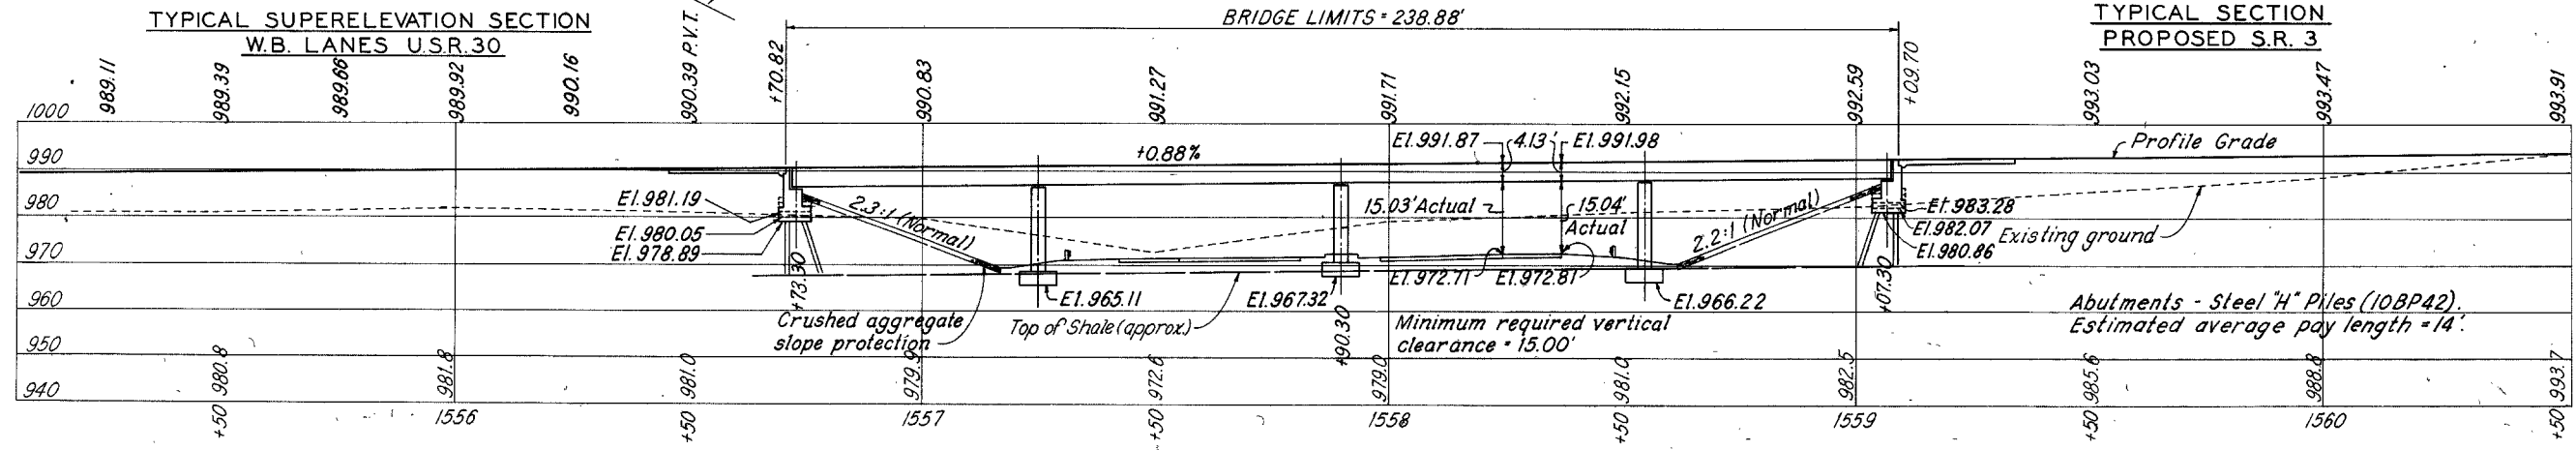 TYPICAL SUPERELEVATION SECTION
W.B. LANES U.S.R.30
BRIDGE LIMITS = 238.88'
TYPICAL SECTION
PROPOSED S.R. 3
989.11
989.39
989.66
989.92
990.16
990.39 P.V.T.
+70.82
990.83
991.27
991.71
992.15
992.59
+09.70
993.03
993.47
993.91
1000
990
980
970
960
950
940
+0.88%
El.991.87
4.13'
El.991.98
Profile Grade
El.981.19
El.980.05
El.978.89
2.3:1 (Normal)
15.03' Actual
15.04'
Actual
2.2:1 (Normal)
El.983.28
El.982.07
El.980.86
Existing ground
+73.30
El.965.11
El.967.32
El.972.71
El.972.81
El.966.22
+07.30
Crushed aggregate
slope protection
Top of Shale (approx.)
+90.30
Minimum required vertical
clearance = 15.00'
Abutments - Steel "H" Piles (10BP42).
Estimated average pay length = 14'.
980.8
981.8
981.0
979.9
972.6
979.0
981.0
982.5
985.6
988.8
993.7
+50
1556
+50
1557
+50
1558
+50
1559
+50
1560
+50